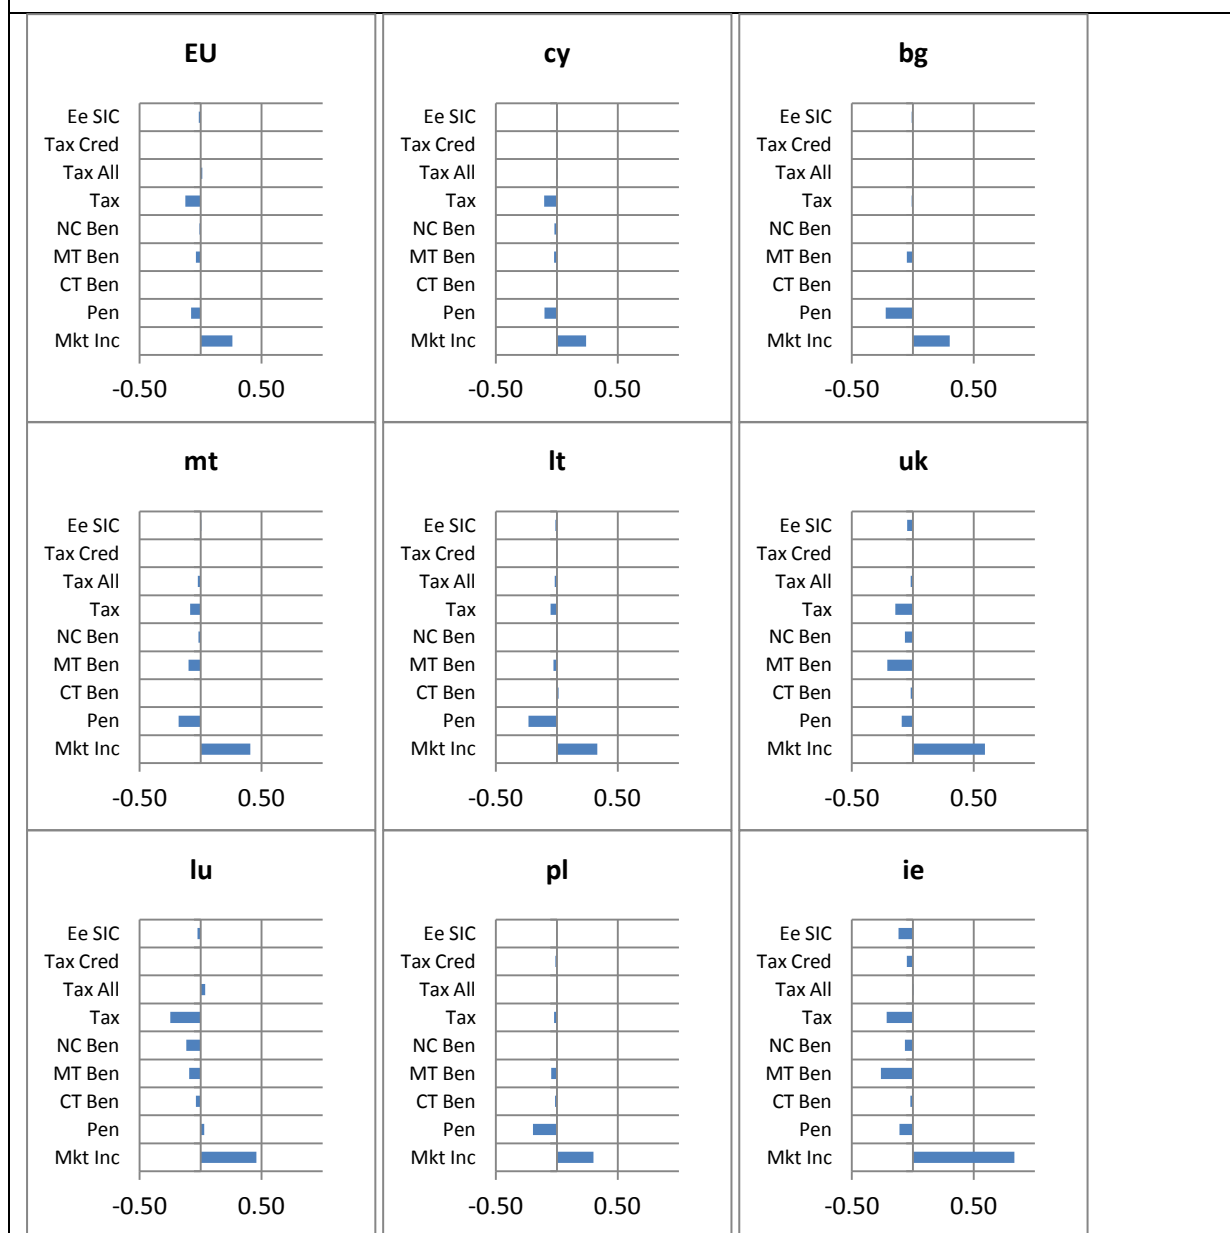 EU
Ee SIC
Tax Cred
Tax All
Tax
NC Ben
MT Ben
CT Ben
Pen
Mkt Inc
-0.50 0.50
cy
Ee SIC
Tax Cred
Tax All
Tax
NC Ben
MT Ben
CT Ben
Pen
Mkt Inc
-0.50 0.50
bg
Ee SIC
Tax Cred
Tax All
Tax
NC Ben
MT Ben
CT Ben
Pen
Mkt Inc
-0.50 0.50
mt
Ee SIC
Tax Cred
Tax All
Tax
NC Ben
MT Ben
CT Ben
Pen
Mkt Inc
-0.50 0.50
lt
Ee SIC
Tax Cred
Tax All
Tax
NC Ben
MT Ben
CT Ben
Pen
Mkt Inc
-0.50 0.50
uk
Ee SIC
Tax Cred
Tax All
Tax
NC Ben
MT Ben
CT Ben
Pen
Mkt Inc
-0.50 0.50
lu
Ee SIC
Tax Cred
Tax All
Tax
NC Ben
MT Ben
CT Ben
Pen
Mkt Inc
-0.50 0.50
pl
Ee SIC
Tax Cred
Tax All
Tax
NC Ben
MT Ben
CT Ben
Pen
Mkt Inc
-0.50 0.50
ie
Ee SIC
Tax Cred
Tax All
Tax
NC Ben
MT Ben
CT Ben
Pen
Mkt Inc
-0.50 0.50